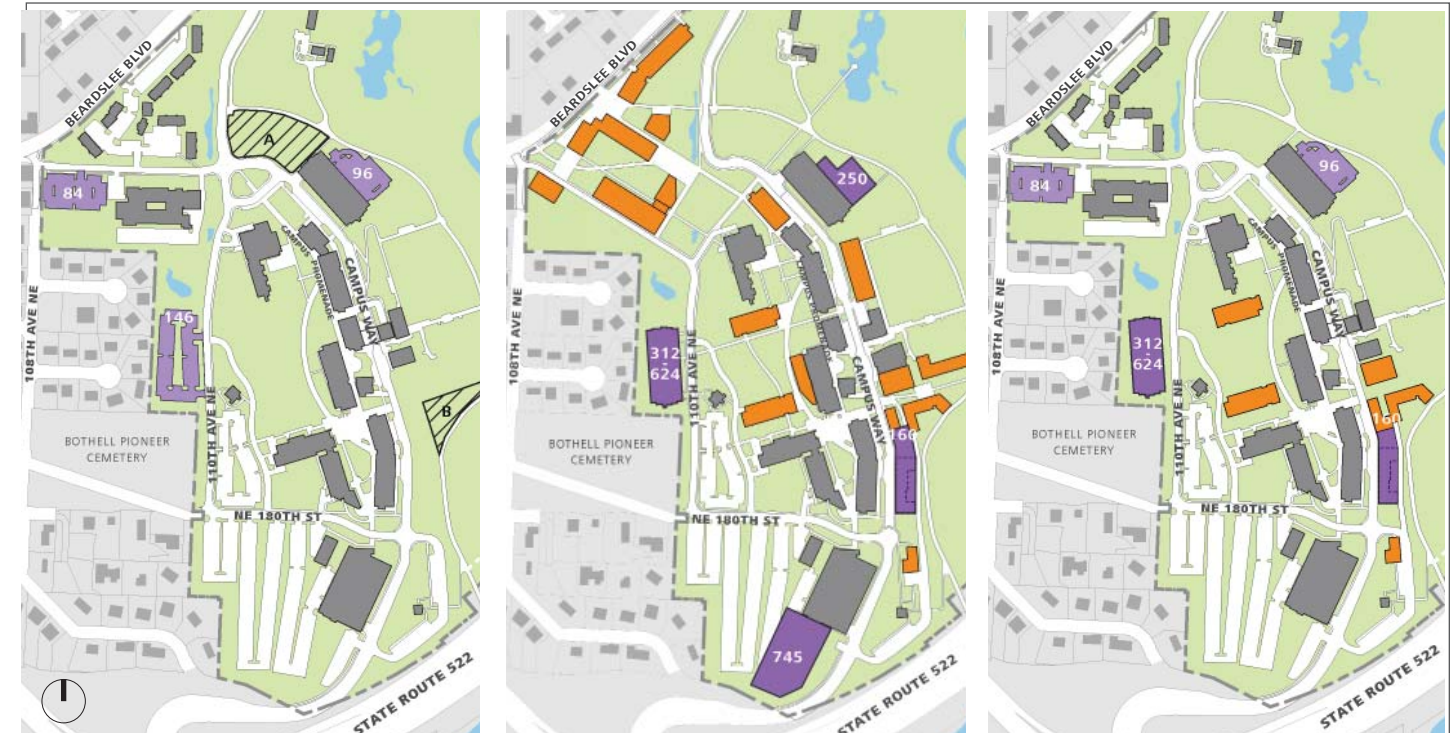 BEARDSLEE BLVD
A
96
84
CAMPUS PROMENADE
CAMPUS WAY
108TH AVE NE
146
110TH AVE NE
B
BOTHELL PIONEER
CEMETERY
NE 180TH ST
STATE ROUTE 522
BEARDSLEE BLVD
250
108TH AVE NE
CAMPUS PROMENADE
312
-
624
110TH AVE NE
CAMPUS WAY
BOTHELL PIONEER
CEMETERY
160
NE 180TH ST
745
STATE ROUTE 522
BEARDSLEE BLVD
96
84
CAMPUS PROMENADE
CAMPUS WAY
108TH AVE NE
312
-
624
110TH AVE NE
160
BOTHELL PIONEER
CEMETERY
NE 180TH ST
STATE ROUTE 522